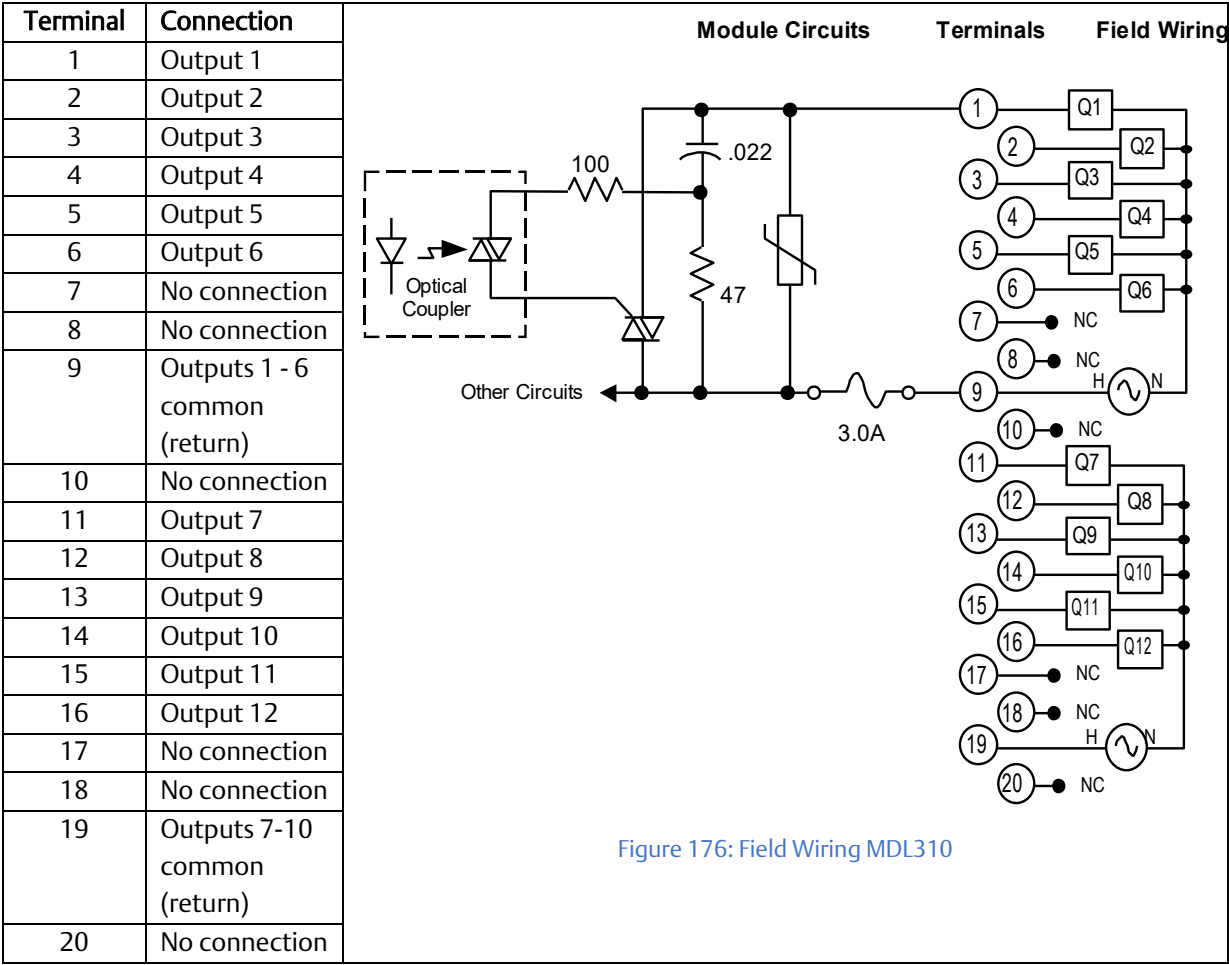 Terminal Connection
1 Output 1
2 Output 2
3 Output 3
4 Output 4
5 Output 5
6 Output 6
7 No connection
8 No connection
9 Outputs 1 - 6
common
(return)
10 No connection
11 Output 7
12 Output 8
13 Output 9
14 Output 10
15 Output 11
16 Output 12
17 No connection
18 No connection
19 Outputs 7-10
common
(return)
20 No connection
Module Circuits Terminals Field Wiring
1 Q1
2 Q2
.022
100
3 Q3
4 Q4
5 Q5
Optical
Coupler
47
6 Q6
7 NC
8 NC
H N
Other Circuits
9
3.0A
10 NC
11 Q7
12 Q8
13 Q9
14 Q10
15 Q11
16 Q12
17 NC
18 NC
19 H N
20 NC
Figure 176: Field Wiring MDL310